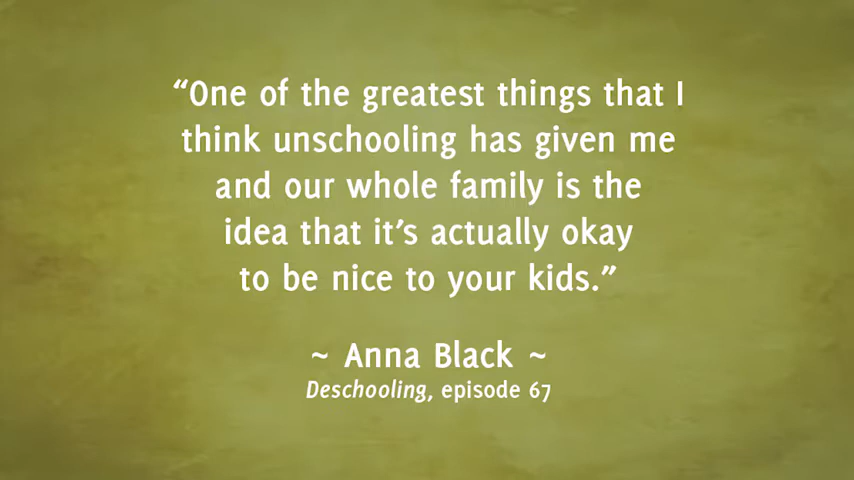 “One of the greatest things that I
think unschooling has given me
and our whole family is the
idea that it’s actually okay
to be nice to your kids.”
~ Anna Black ~
Deschooling, episode 67